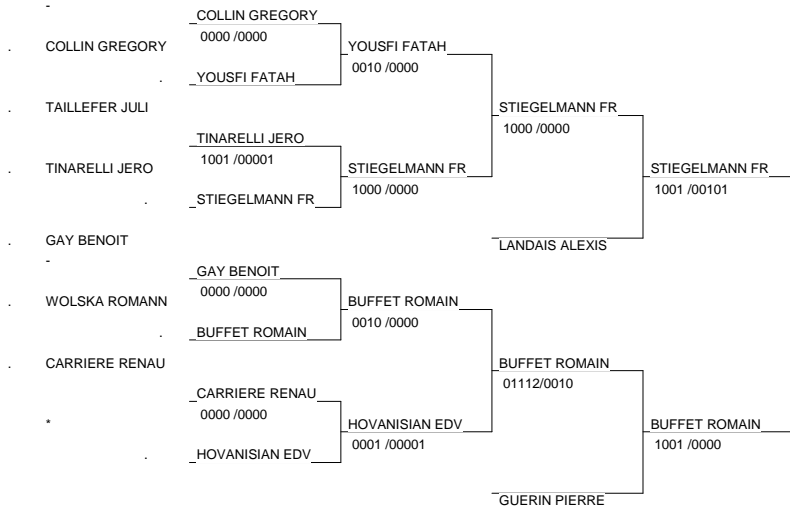 -
COLLIN GREGORY
0000 /0000
. COLLIN GREGORY
YOUSFI FATAH
0010 /0000
. YOUSFI FATAH
. TAILLEFER JULI
STIEGELMANN FR
1000 /0000
TINARELLI JERO
1001 /00001
. TINARELLI JERO
STIEGELMANN FR
1000 /0000
STIEGELMANN FR
1001 /00101
. STIEGELMANN FR
. GAY BENOIT
LANDAIS ALEXIS
-
GAY BENOIT
0000 /0000
. WOLSKA ROMANN
BUFFET ROMAIN
0010 /0000
. BUFFET ROMAIN
. CARRIERE RENAU
BUFFET ROMAIN
01112/0010
CARRIERE RENAU
0000 /0000
*
HOVANISIAN EDV
0001 /00001
BUFFET ROMAIN
1001 /0000
. HOVANISIAN EDV
GUERIN PIERRE